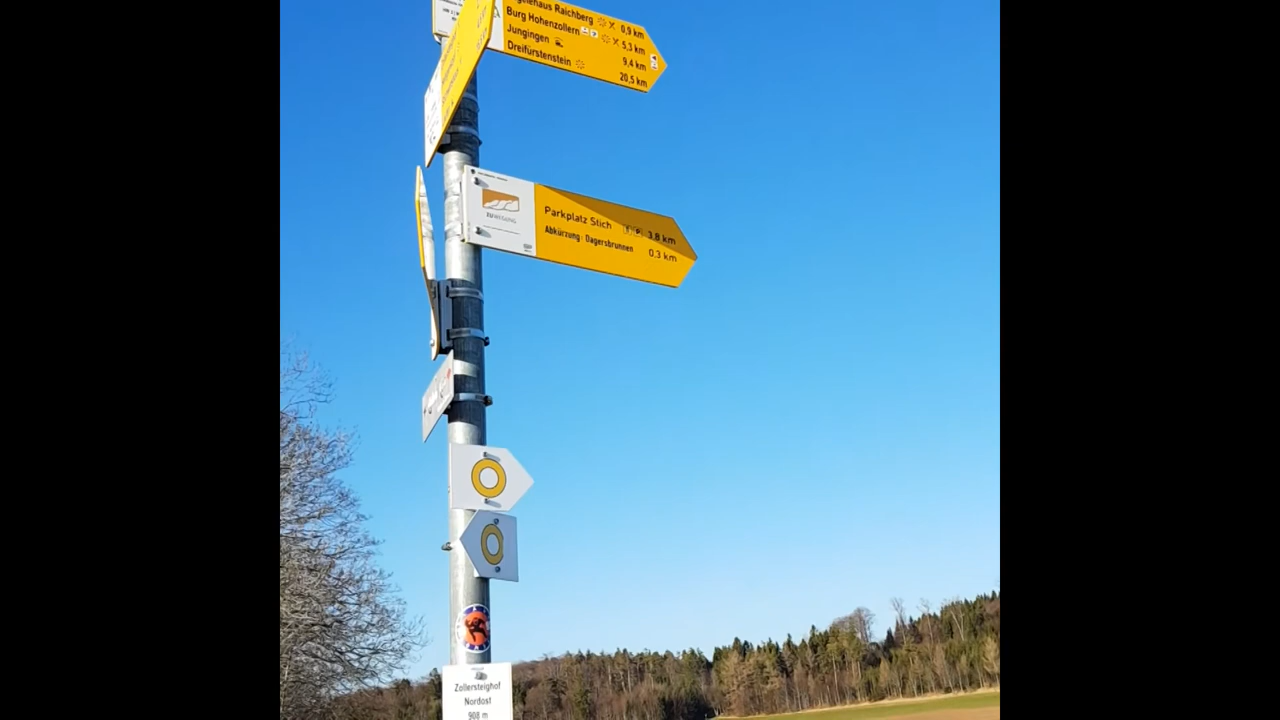 Raichberg 0,9 km
Burg Hohenzollern 5,3 km
Jungingen 9,4 km
Dreifürstenstein 20,5 km
Parkplatz Stich P 3,8 km
Abkürzung: Dagersbrunnen 0,3 km
Zollersteighof
Nordost
908 m